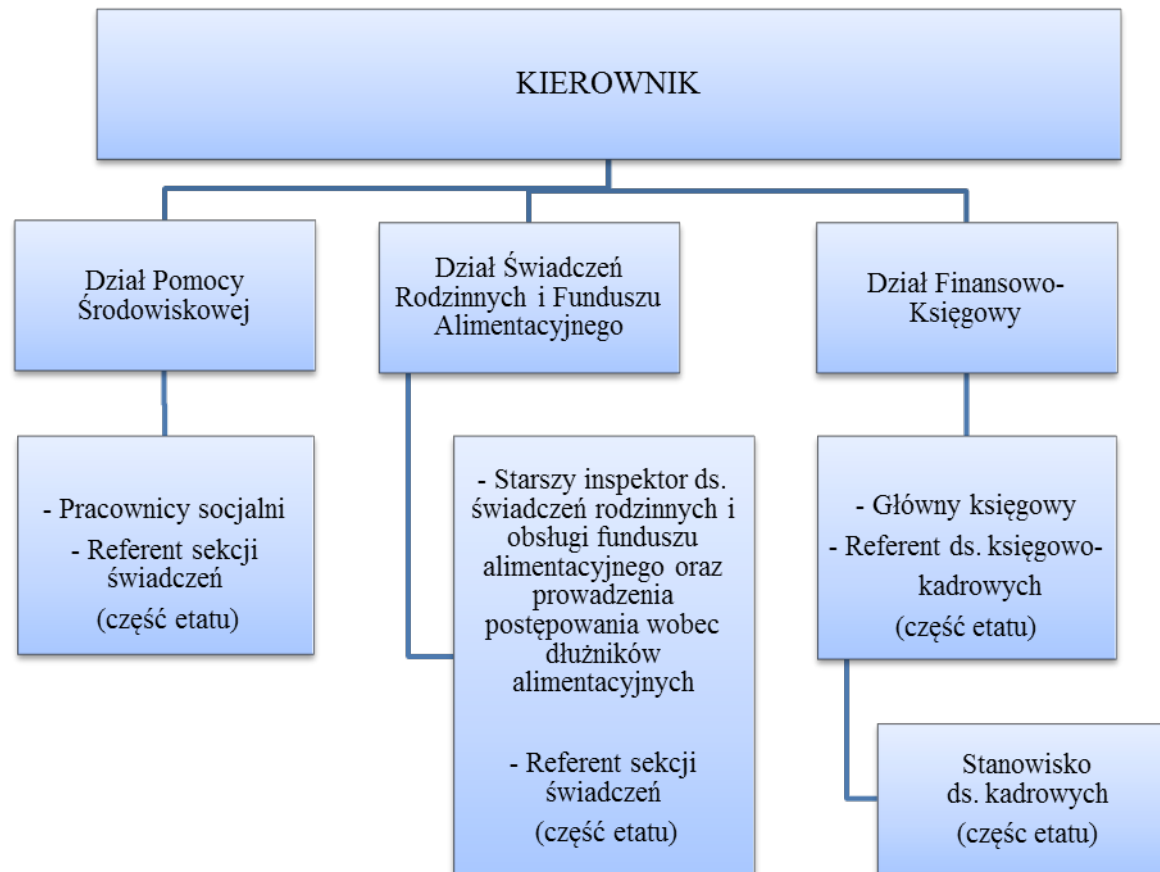 KIEROWNIK
Dział Pomocy
Środowiskowej
Dział Świadczeń
Rodzinnych i Funduszu
Alimentacyjnego
Dział Finansowo-
Księgowy
- Pracownicy socjalni
- Referent sekcji
świadczeń
(część etatu)
- Starszy inspektor ds.
świadczeń rodzinnych i
obsługi funduszu
alimentacyjnego oraz
prowadzenia
postępowania wobec
dłużników
alimentacyjnych
- Referent sekcji
świadczeń
(część etatu)
- Główny księgowy
- Referent ds. księgowo-
kadrowych
(część etatu)
Stanowisko
ds. kadrowych
(częśc etatu)